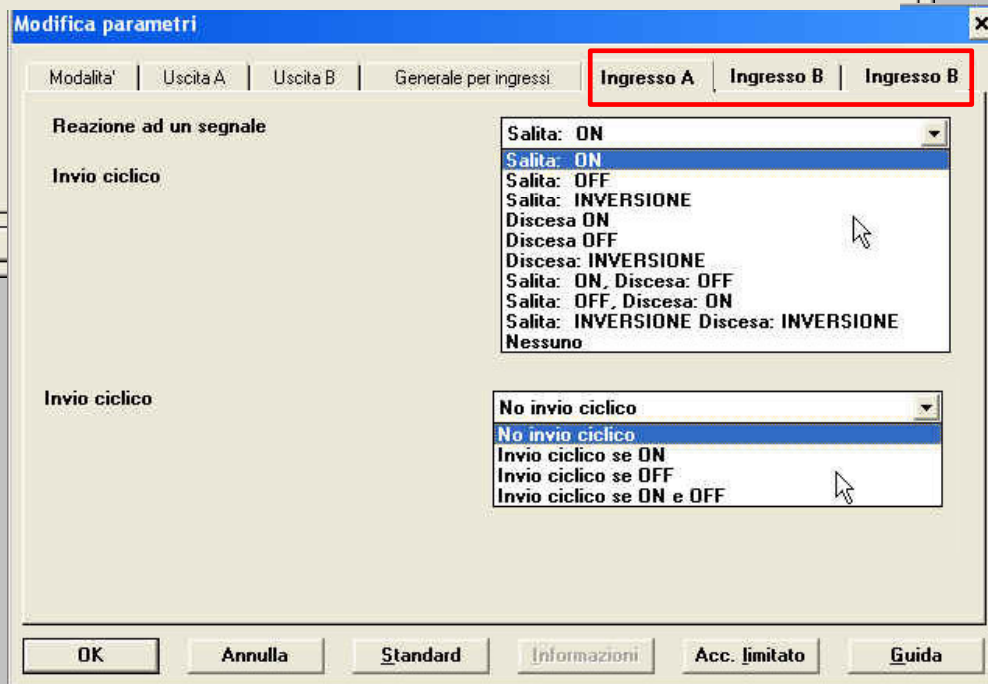 Modifica parametri
Modalita' Uscita A Uscita B Generale per ingressi Ingresso A Ingresso B Ingresso B
Reazione ad un segnale
Salita: ON
Invio ciclico
Salita: ON
Salita: OFF
Salita: INVERSIONE
Discesa ON
Discesa OFF
Discesa: INVERSIONE
Salita: ON, Discesa: OFF
Salita: OFF, Discesa: ON
Salita: INVERSIONE Discesa: INVERSIONE
Nessuno
Invio ciclico
No invio ciclico
No invio ciclico
Invio ciclico se ON
Invio ciclico se OFF
Invio ciclico se ON e OFF
OK Annulla Standard Informazioni Acc. limitato Guida